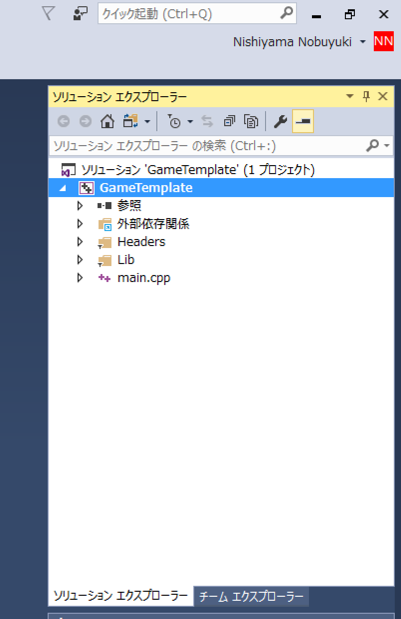 クイック起動 (Ctrl+Q)
Nishiyama Nobuyuki NN
ソリューション エクスプローラー
ソリューション エクスプローラー の検索 (Ctrl+:)
ソリューション 'GameTemplate' (1 プロジェクト)
GameTemplate
参照
外部依存関係
Headers
Lib
main.cpp
ソリューション エクスプローラー チーム エクスプローラー